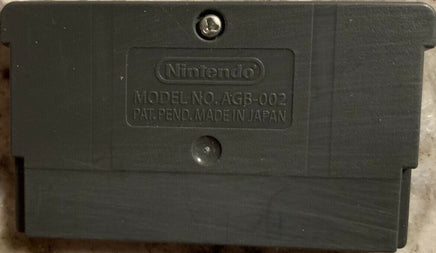 Nintendo
MODEL NO. AGB-002
PAT. PEND. MADE IN JAPAN